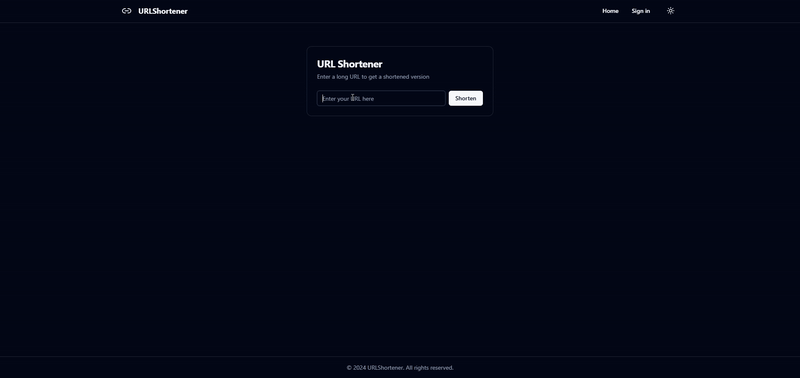 URLShortener
Home
Sign in
URL Shortener
Enter a long URL to get a shortened version
Enter your URL here
Shorten
© 2024 URLShortener. All rights reserved.